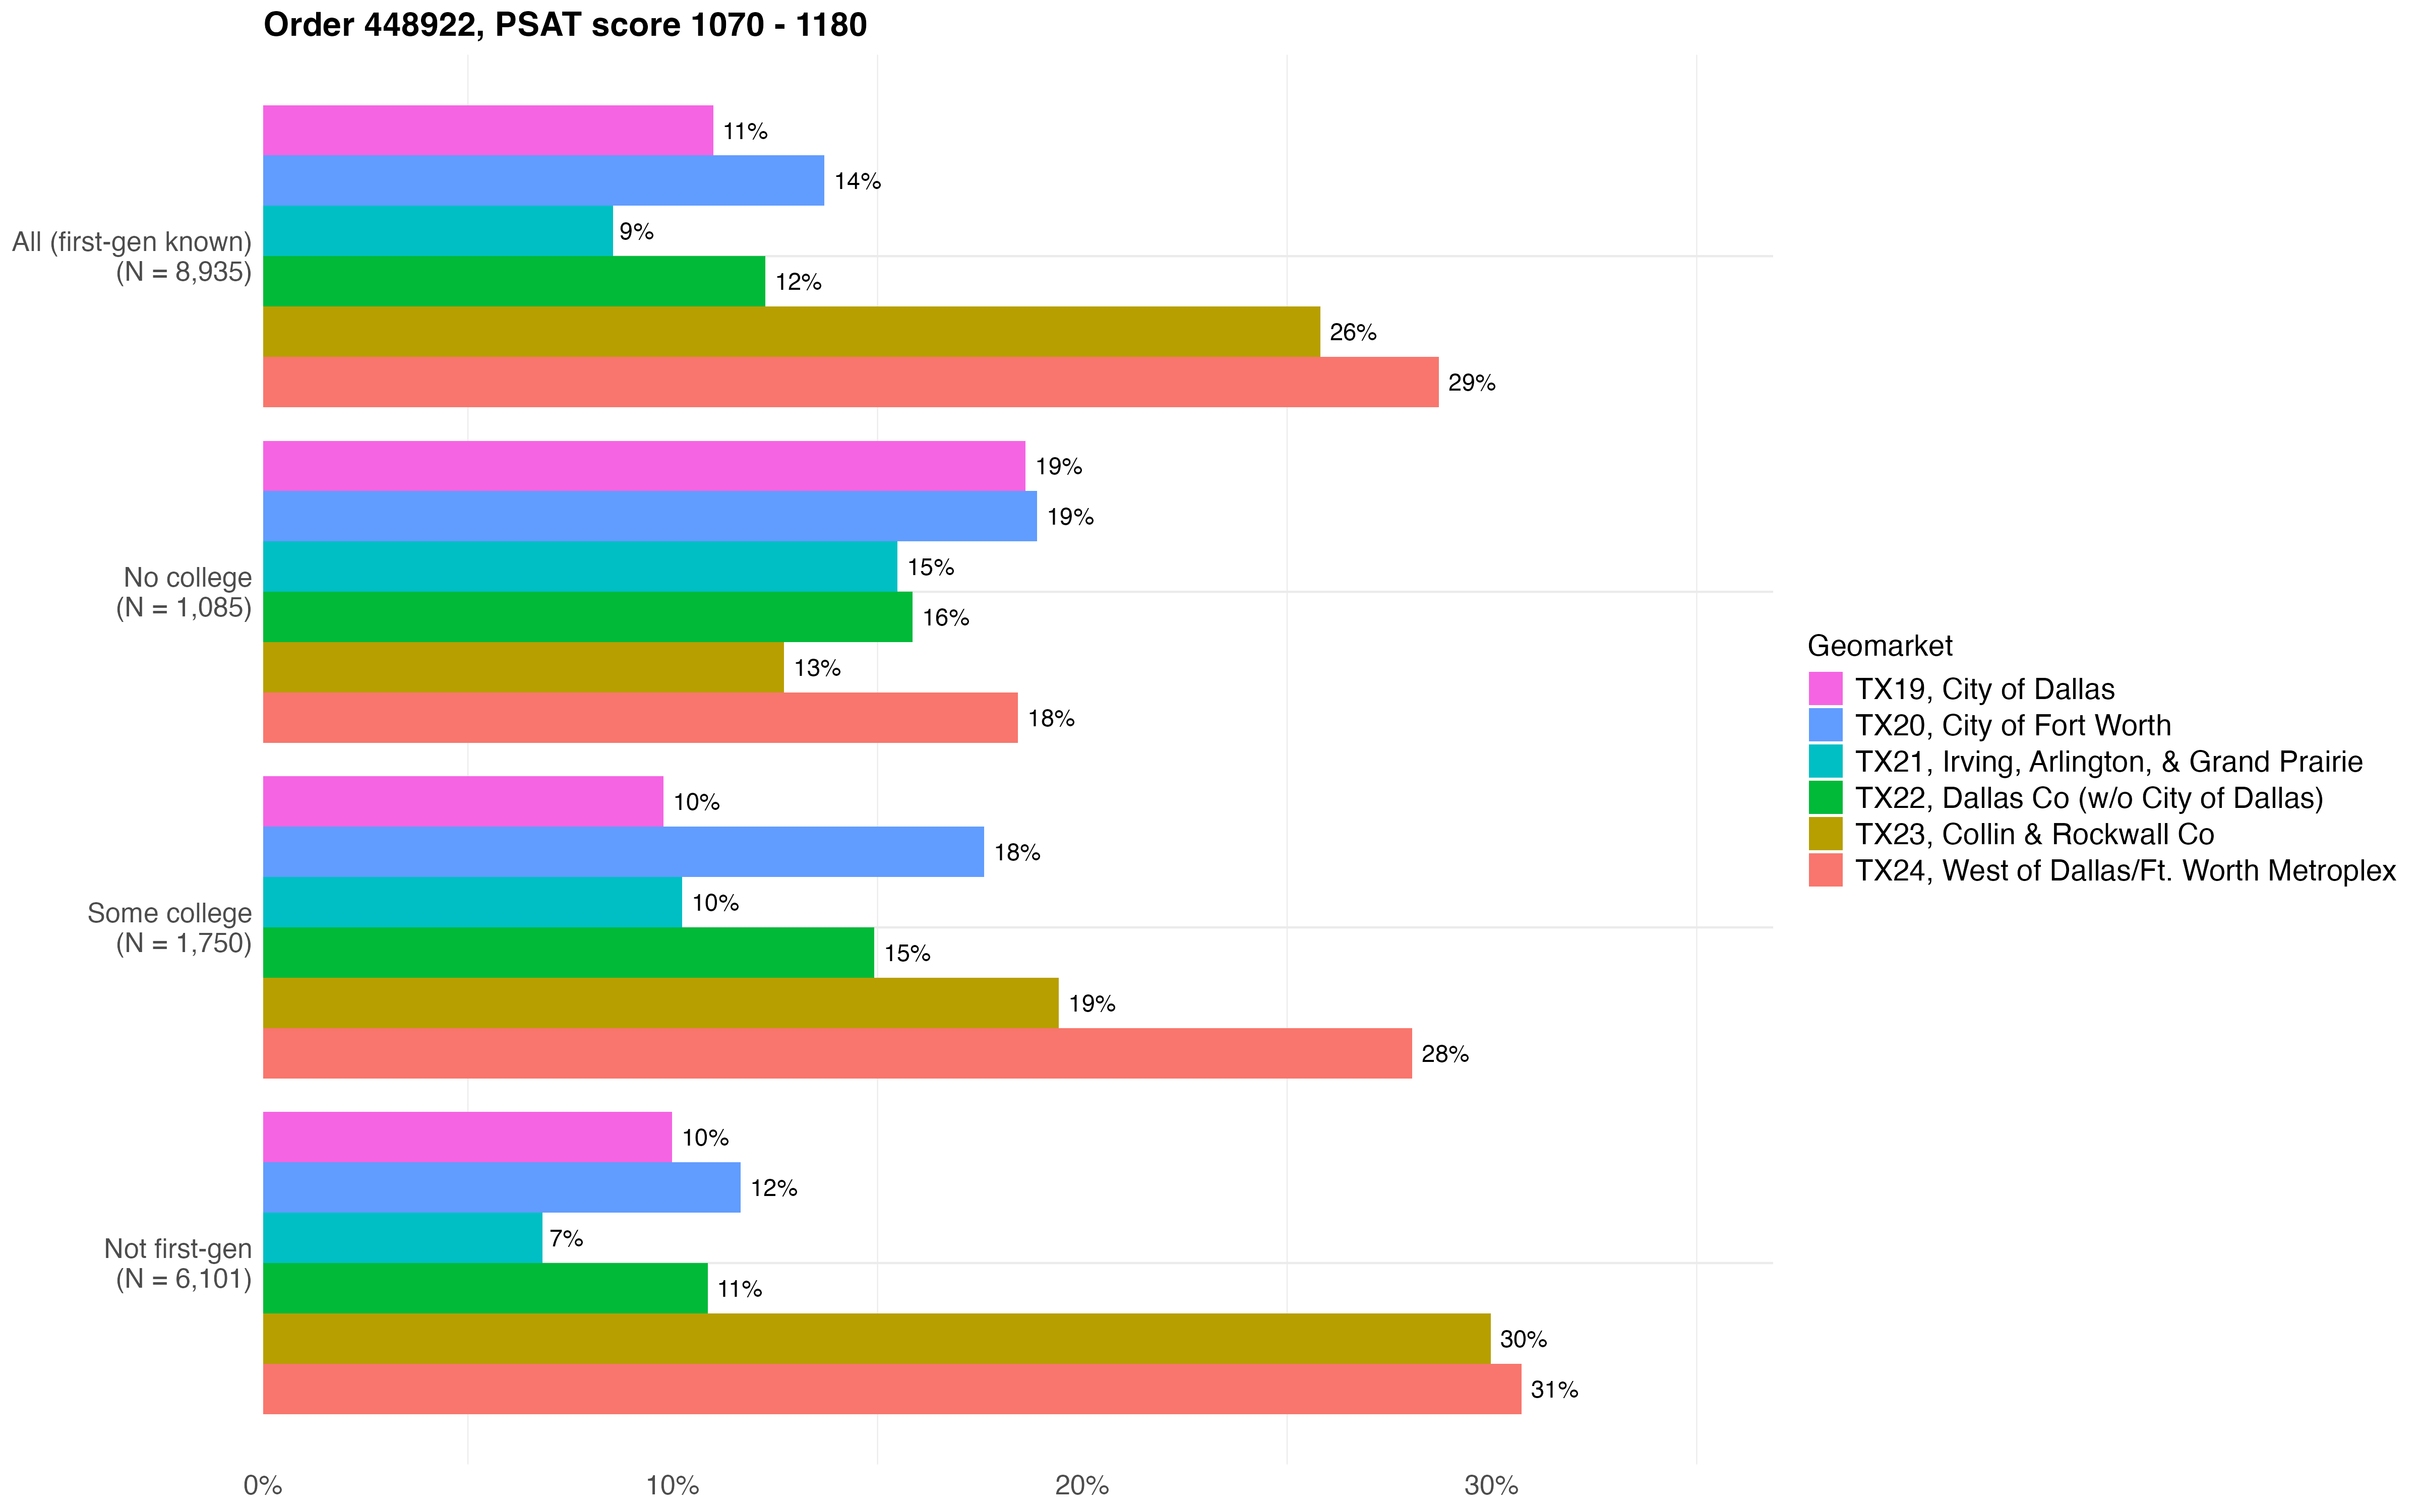 Order 448922, PSAT score 1070 - 1180
All (first-gen known)
(N = 8,935)
11%
14%
9%
12%
26%
29%
No college
(N = 1,085)
19%
19%
15%
16%
13%
18%
Some college
(N = 1,750)
10%
18%
10%
15%
19%
28%
Not first-gen
(N = 6,101)
10%
12%
7%
11%
30%
31%
0%
10%
20%
30%
Geomarket
TX19, City of Dallas
TX20, City of Fort Worth
TX21, Irving, Arlington, & Grand Prairie
TX22, Dallas Co (w/o City of Dallas)
TX23, Collin & Rockwall Co
TX24, West of Dallas/Ft. Worth Metroplex